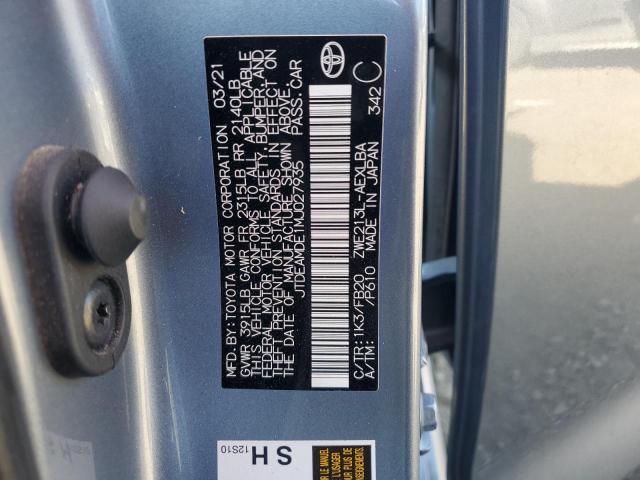 MFD.BY:TOYOTA MOTOR CORPORATION 03/21
GVWR 3915LB GAWR FR 2315LB RR 2140LB
THIS VEHICLE CONFORMS TO ALL APPLICABLE
FEDERAL MOTOR VEHICLE SAFETY, BUMPER, AND
THEFT PREVENTION STANDARDS IN EFFECT ON
THE DATE OF MANUFACTURE SHOWN ABOVE.
JTDEAMDE1MJ027935 PASS.CAR
C/TR:1K3/FB20 ZWE213L-AEXLBA 342 C
A/TM: /P610 MADE IN JAPAN
SH
12S10
L'USAGER